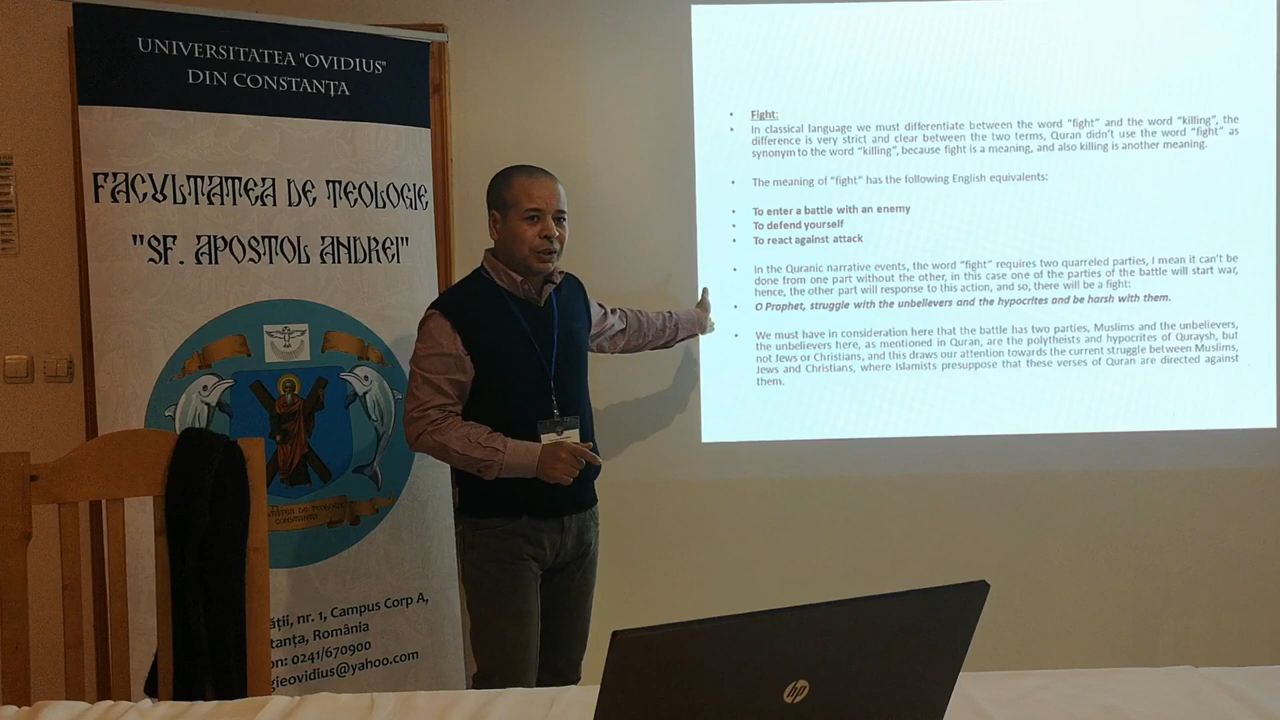 UNIVERSITATEA "OVIDIUS"
DIN CONSTANȚA
FACULTATEA DE TEOLOGIE
"SF. APOSTOL ANDREI"
CONSTANȚA
ății, nr. 1, Campus Corp A,
tanța, România
on: 0241/670900
gieovidius@yahoo.com
• Fight:
• In classical language we must differentiate between the word "fight" and the word "killing", the
difference is very strict and clear between the two terms, Quran didn't use the word "fight" as
synonym to the word "killing", because fight is a meaning, and also killing is another meaning.
• The meaning of "fight" has the following English equivalents:
• To enter a battle with an enemy
• To defend yourself
• To react against attack
• In the Quranic narrative events, the word "fight" requires two quarreled parties, I mean it can't be
done from one part without the other, in this case one of the parties of the battle will start war,
hence, the other part will response to this action, and so, there will be a fight:
• O Prophet, struggle with the unbelievers and the hypocrites and be harsh with them.
• We must have in consideration here that the battle has two parties, Muslims and the unbelievers,
the unbelievers here, as mentioned in Quran, are the polytheists and hypocrites of Quraysh, but
not Jews or Christians, and this draws our attention towards the current struggle between Muslims,
Jews and Christians, where Islamists presuppose that these verses of Quran are directed against
them.
hp